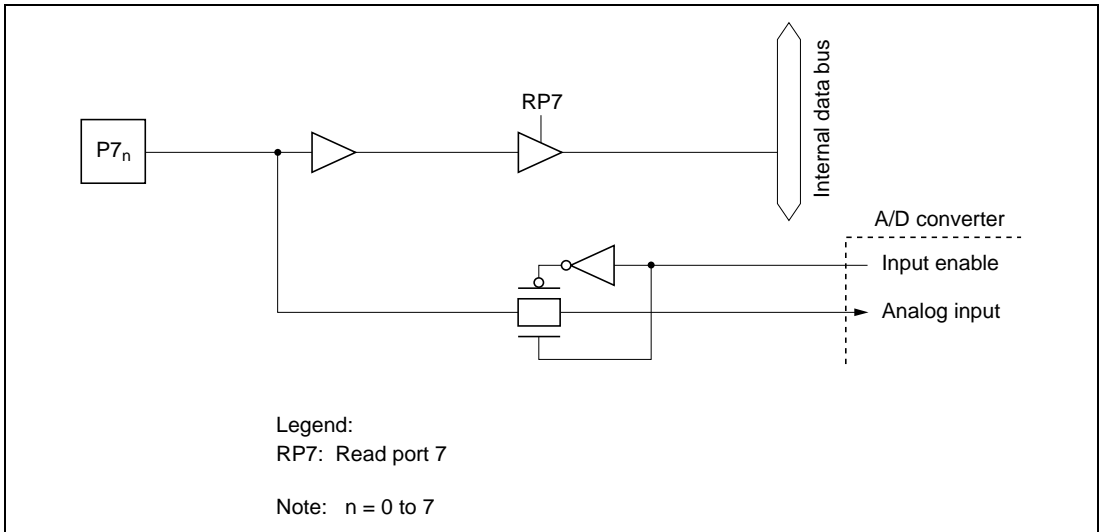 RP7
P7n
Internal data bus
A/D converter
Input enable
Analog input
Legend:
RP7: Read port 7
Note: n = 0 to 7